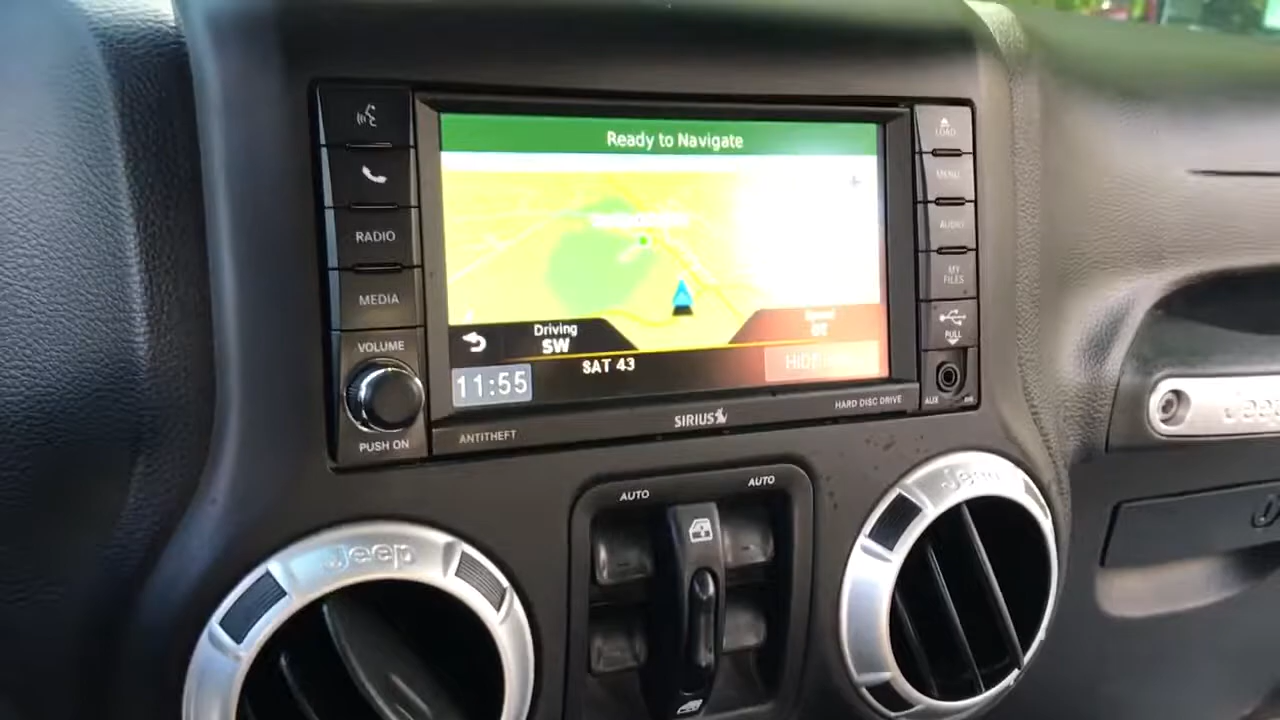 Ready to Navigate
LOAD
MENU
AUDIO
RADIO
MY
FILES
MEDIA
VOLUME
PULL
Driving
SW
SAT 43
11:55
PUSH ON
ANTITHEFT
SIRIUS
HARD DISC DRIVE
AUX
AUTO
AUTO
Jeep
Jeep
Jeep